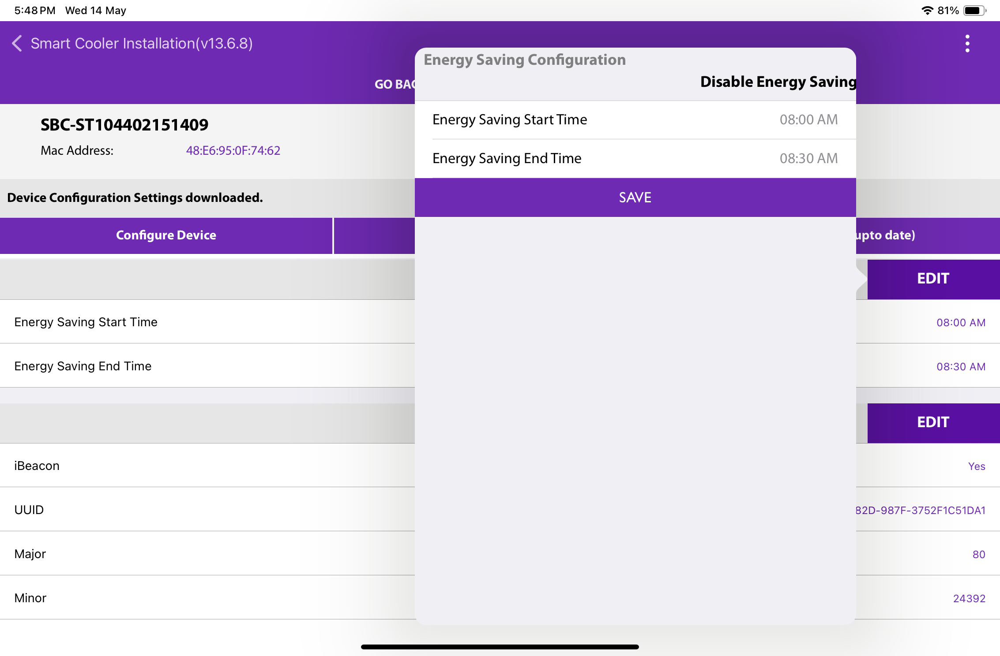 5:48 PM Wed 14 May
81%
Smart Cooler Installation(v13.6.8)
GO BAC
SBC-ST104402151409
Mac Address: 48:E6:95:0F:74:62
Device Configuration Settings downloaded.
Configure Device
upto date)
Energy Saving Configuration
Disable Energy Saving
Energy Saving Start Time 08:00 AM
Energy Saving End Time 08:30 AM
SAVE
EDIT
Energy Saving Start Time 08:00 AM
Energy Saving End Time 08:30 AM
EDIT
iBeacon Yes
UUID 82D-987F-3752F1C51DA1
Major 80
Minor 24392